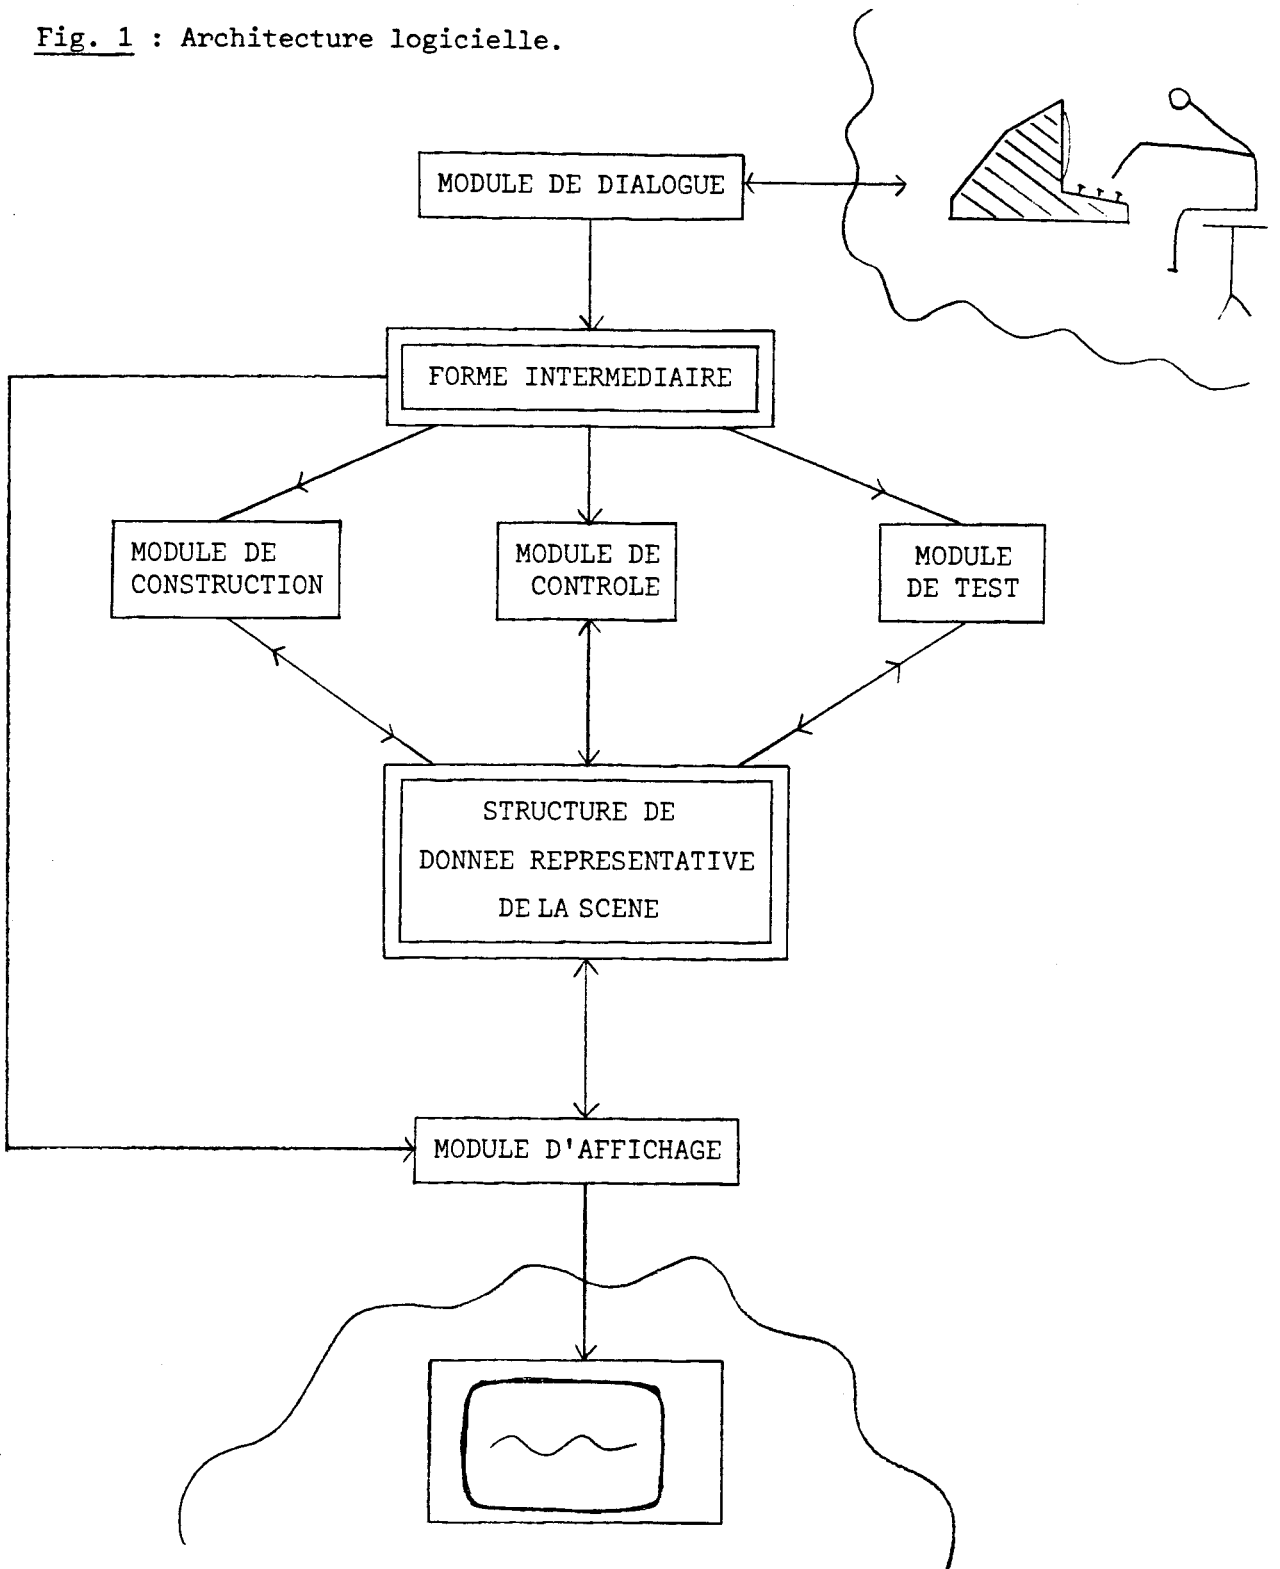 Fig. 1 : Architecture logicielle.
MODULE DE DIALOGUE
FORME INTERMEDIAIRE
MODULE DE
CONSTRUCTION
MODULE DE
CONTROLE
MODULE
DE TEST
STRUCTURE DE
DONNEE REPRESENTATIVE
DE LA SCENE
MODULE D'AFFICHAGE